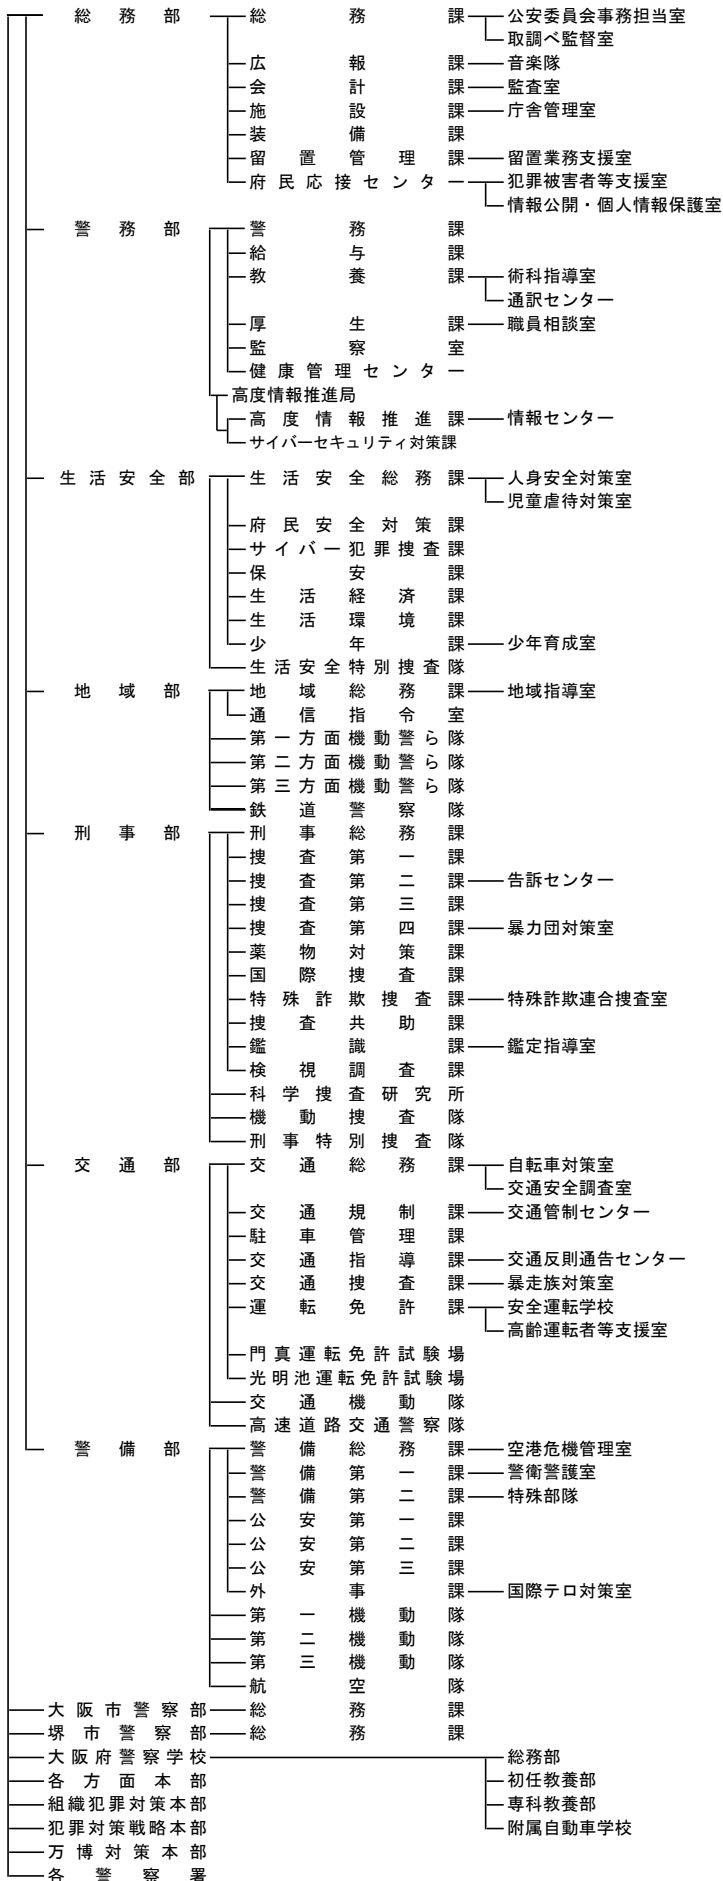 総務部 総務課 公安委員会事務担当室
取調べ監督室
広報課 音楽隊
会計課 監査室
施設課 庁舎管理室
装備課
留置管理課 留置業務支援室
府民応接センター 犯罪被害者等支援室
情報公開・個人情報保護室
警務部 警務課
給与課
教養課 術科指導室
通訳センター
厚生課 職員相談室
監察室
健康管理センター
高度情報推進局
高度情報推進課 情報センター
サイバーセキュリティ対策課
生活安全部 生活安全総務課 人身安全対策室
児童虐待対策室
府民安全対策課
サイバー犯罪捜査課
保安課
生活経済課
生活環境課
少年課 少年育成室
生活安全特別捜査隊
地域部 地域総務課 地域指導室
通信指令室
第一方面機動警ら隊
第二方面機動警ら隊
第三方面機動警ら隊
鉄道警察隊
刑事部 刑事総務課
捜査第一課
捜査第二課 告訴センター
捜査第三課
捜査第四課 暴力団対策室
薬物対策課
国際捜査課
特殊詐欺捜査課 特殊詐欺連合捜査室
捜査共助課
鑑識課 鑑定指導室
検視調査課
科学捜査研究所
機動捜査隊
刑事特別捜査隊
交通部 交通総務課 自転車対策室
交通安全調査室
交通規制課 交通管制センター
駐車管理課
交通指導課 交通反則通告センター
交通捜査課 暴走族対策室
運転免許課 安全運転学校
高齢運転者等支援室
門真運転免許試験場
光明池運転免許試験場
交通機動隊
高速道路交通警察隊
警備部 警備総務課 空港危機管理室
警備第一課 警衛警護室
警備第二課 特殊部隊
公安第一課
公安第二課
公安第三課
外事課 国際テロ対策室
第一機動隊
第二機動隊
第三機動隊
航空隊
大阪市警察部 総務課
堺市警察部 総務課
大阪府警察学校 総務部
各方面本部 初任教養部
組織犯罪対策本部 専科教養部
犯罪対策戦略本部 附属自動車学校
万博対策本部
各警察署